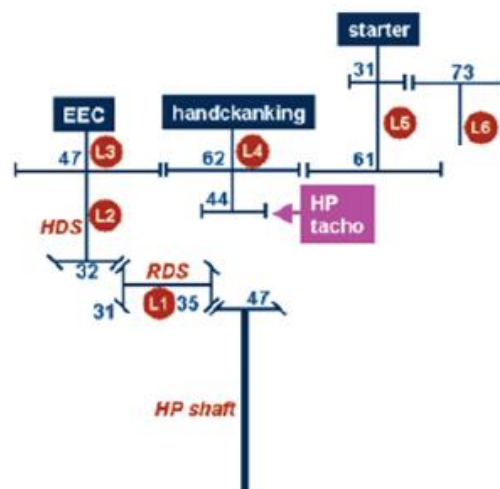 starter
31
73
EEC
handckanking
L5
L6
47
L3
62
L4
61
L2
44
HP
tacho
HDS
32
RDS
31
L1
35
47
HP shaft